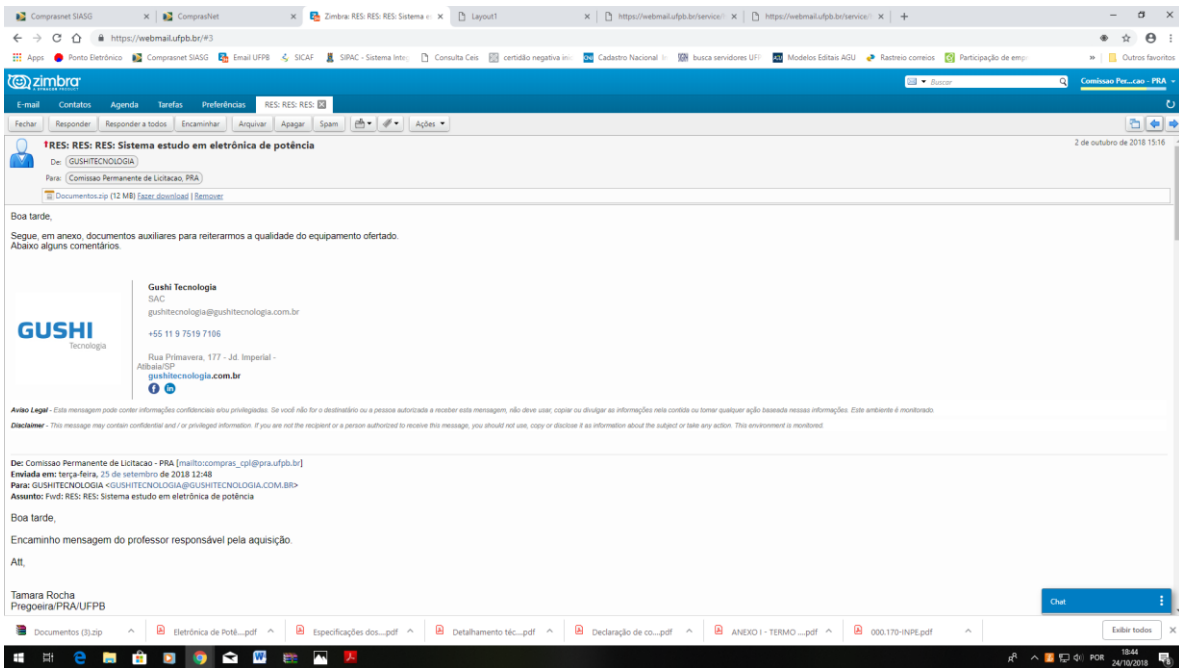 Comprasnet SIASG
ComprasNet
Zimbra: RES: RES: RES: Sistema e
Layout1
https://webmail.ufpb.br/service/
https://webmail.ufpb.br/service/
https://webmail.ufpb.br/#3
Apps Ponto Eletrônico Comprasnet SIASG Email UFPB SICAF SIPAC - Sistema Integ Consulta Ceis certidão negativa inid Cadastro Nacional busca servidores UFP Modelos Editais AGU Rastreio correios Participação de empr Outros favoritos
zimbra
Buscar
Comissao Per...cao - PRA
E-mail Contatos Agenda Tarefas Preferências RES: RES: RES:
Fechar Responder Responder a todos Encaminhar Arquivar Apagar Spam Ações
RES: RES: RES: Sistema estudo em eletrônica de potência
2 de outubro de 2018 15:16
De: GUSHITECNOLOGIA
Para: Comissao Permanente de Licitacao, PRA
Documentos.zip (12 MB) Fazer download | Remover
Boa tarde,
Segue, em anexo, documentos auxiliares para reiterarmos a qualidade do equipamento ofertado.
Abaixo alguns comentários.
GUSHI
Tecnologia
Gushi Tecnologia
SAC
gushitecnologia@gushitecnologia.com.br
+55 11 9 7519 7106
Rua Primavera, 177 - Jd. Imperial -
Atibaia/SP
gushitecnologia.com.br
Aviso Legal - Esta mensagem pode conter informações confidenciais e/ou privilegiadas. Se você não for o destinatário ou a pessoa autorizada a receber esta mensagem, não deve usar, copiar ou divulgar as informações nela contida ou tomar qualquer ação baseada nessas informações. Este ambiente é monitorado.
Disclaimer - This message may contain confidential and / or privileged information. If you are not the recipient or a person authorized to receive this message, you should not use, copy or disclose it as information about the subject or take any action. This environment is monitored.
De: Comissao Permanente de Licitacao - PRA [mailto:compras_cpl@pra.ufpb.br]
Enviada em: terça-feira, 25 de setembro de 2018 12:48
Para: GUSHITECNOLOGIA <GUSHITECNOLOGIA@GUSHITECNOLOGIA.COM.BR>
Assunto: Fwd: RES: RES: Sistema estudo em eletrônica de potência
Boa tarde,
Encaminho mensagem do professor responsável pela aquisição.
Att,
Tamara Rocha
Pregoeira/PRA/UFPB
Chat
Documentos (3).zip Eletrônica de Potê....pdf Especificações dos....pdf Detalhamento téc....pdf Declaração de co....pdf ANEXO I - TERMO ....pdf 000.170-INPE.pdf Exibir todos
POR
18:44
24/10/2018